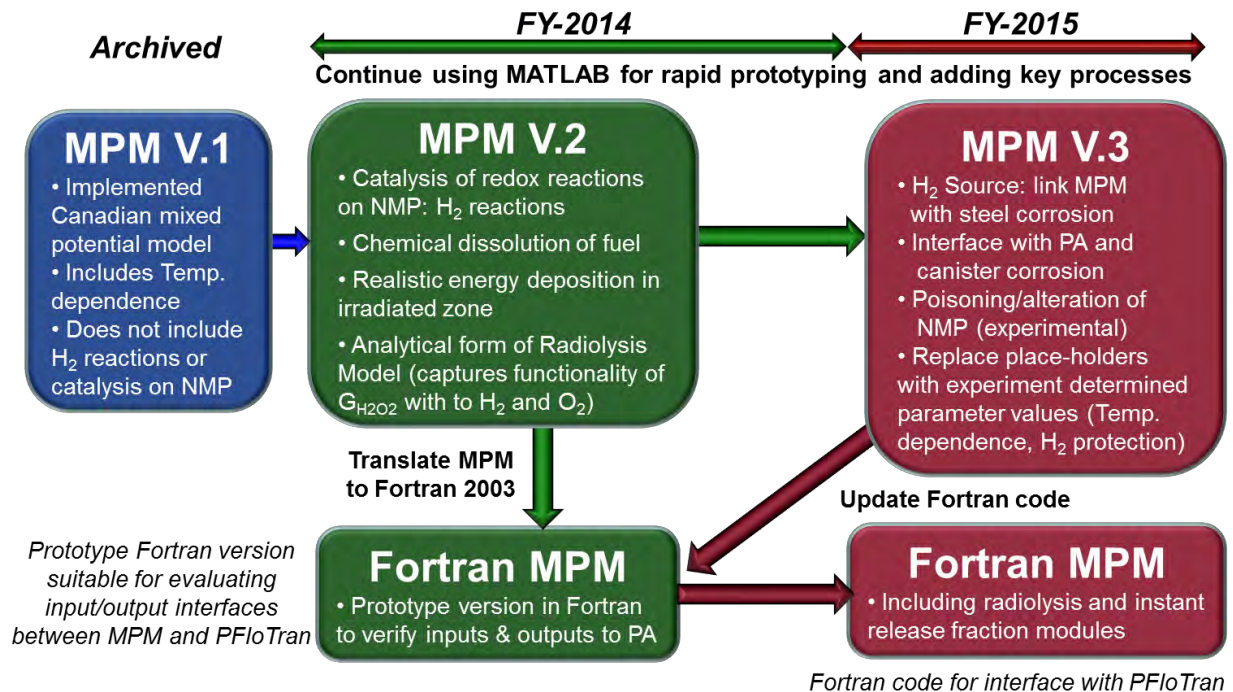 Archived
FY-2014
FY-2015
Continue using MATLAB for rapid prototyping and adding key processes
MPM V.1
• Implemented
Canadian mixed
potential model
• Includes Temp.
dependence
• Does not include
H₂ reactions or
catalysis on NMP
MPM V.2
• Catalysis of redox reactions
on NMP: H₂ reactions
• Chemical dissolution of fuel
• Realistic energy deposition in
irradiated zone
• Analytical form of Radiolysis
Model (captures functionality of
G_H2O2 with to H₂ and O₂)
MPM V.3
• H₂ Source: link MPM
with steel corrosion
• Interface with PA and
canister corrosion
• Poisoning/alteration of
NMP (experimental)
• Replace place-holders
with experiment determined
parameter values (Temp.
dependence, H₂ protection)
Translate MPM
to Fortran 2003
Update Fortran code
Prototype Fortran version
suitable for evaluating
input/output interfaces
between MPM and PFloTran
Fortran MPM
• Prototype version in Fortran
to verify inputs & outputs to PA
Fortran MPM
• Including radiolysis and instant
release fraction modules
Fortran code for interface with PFloTran